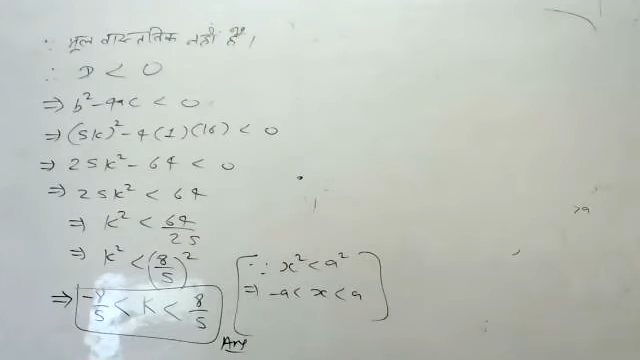 ∵ मूल वास्तविक नहीं हैं।
∴ D < 0
⇒ b² - 4ac < 0
⇒ (5k)² - 4(1)(16) < 0
⇒ 25k² - 64 < 0
⇒ 25k² < 64
⇒ k² < 64/25
⇒ k² < (8/5)²
[∵ x² < a²
⇒ -a < x < a]
⇒ -8/5 < k < 8/5
Ans